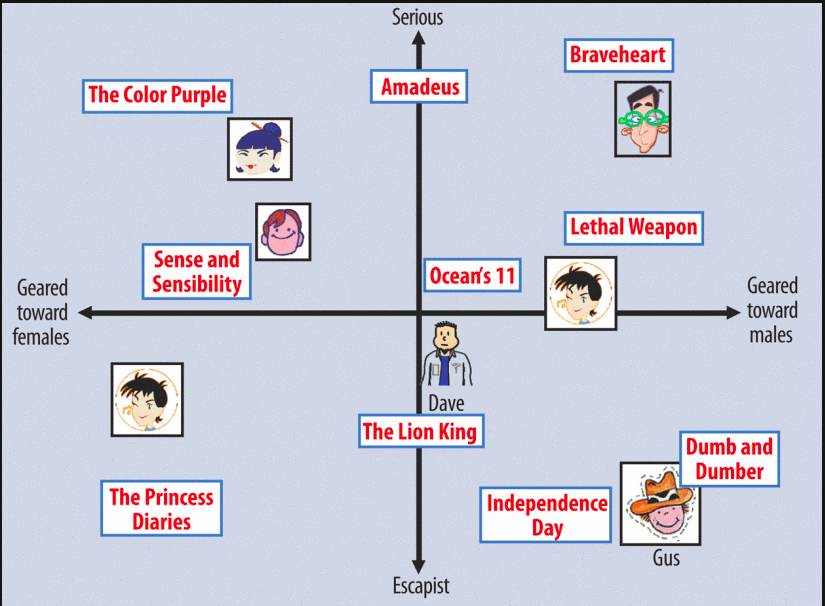 Serious
Braveheart
Amadeus
The Color Purple
Lethal Weapon
Sense and
Sensibility
Ocean's 11
Geared
toward
females
Geared
toward
males
Dave
The Lion King
Dumb and
Dumber
The Princess
Diaries
Independence
Day
Gus
Escapist